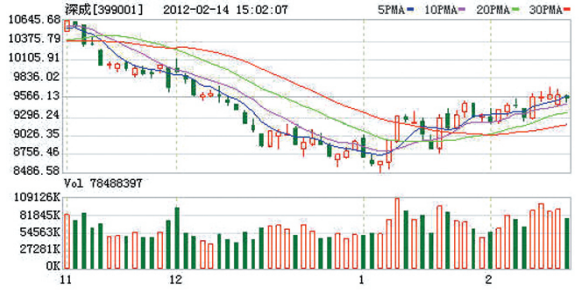 深成[399001] 2012-02-14 15:02:07 5PMA 10PMA 20PMA 30PMA
10645.68
10375.79
10105.91
9836.02
9566.13
9296.24
9026.35
8756.46
8486.58
Vol 7848839T
109126K
81845K
54563K
27281K
0K
11 12 1 2